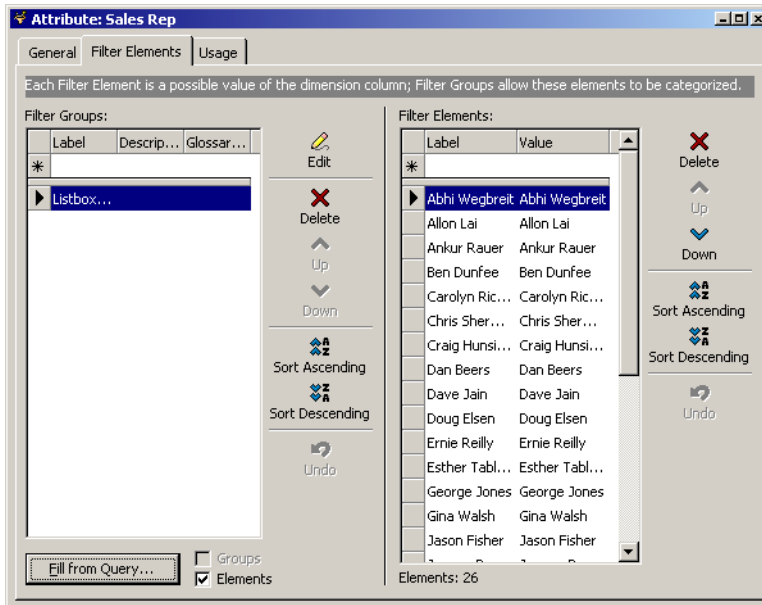 Attribute: Sales Rep
General Filter Elements Usage
Each Filter Element is a possible value of the dimension column; Filter Groups allow these elements to be categorized.
Filter Groups:
Label Descrip... Glossar...
Listbox...
Edit
Delete
Up
Down
Sort Ascending
Sort Descending
Undo
Fill from Query...
Groups
Elements
Filter Elements:
Label Value
Abhi Wegbreit Abhi Wegbreit
Allon Lai Allon Lai
Ankur Rauer Ankur Rauer
Ben Dunfee Ben Dunfee
Carolyn Ric... Carolyn Ric...
Chris Sher... Chris Sher...
Craig Hunsi... Craig Hunsi...
Dan Beers Dan Beers
Dave Jain Dave Jain
Doug Elsen Doug Elsen
Ernie Reilly Ernie Reilly
Esther Tabl... Esther Tabl...
George Jones George Jones
Gina Walsh Gina Walsh
Jason Fisher Jason Fisher
Elements: 26
Delete
Up
Down
Sort Ascending
Sort Descending
Undo